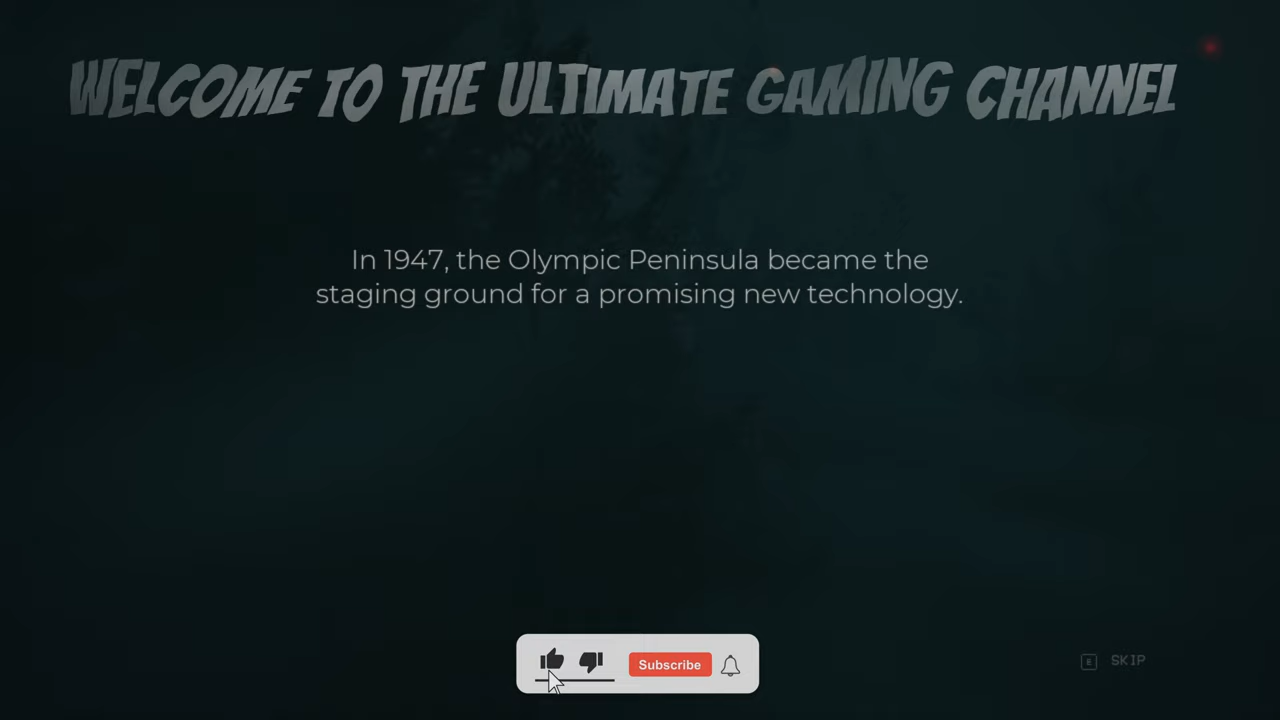 WELCOME TO THE ULTIMATE GAMING CHANNEL
In 1947, the Olympic Peninsula became the
staging ground for a promising new technology.
Subscribe
E SKIP